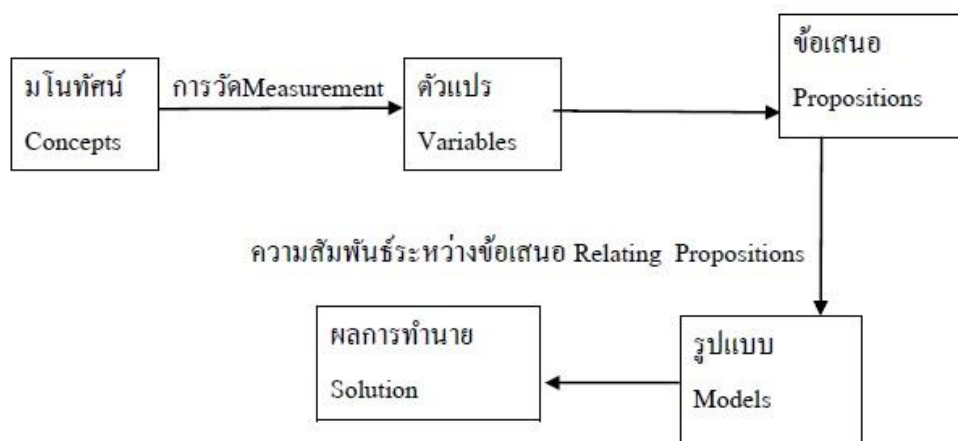 มโนทัศน์
Concepts
การวัดMeasurement
ตัวแปร
Variables
ข้อเสนอ
Propositions
ความสัมพันธ์ระหว่างข้อเสนอ Relating Propositions
รูปแบบ
Models
ผลการทำนาย
Solution